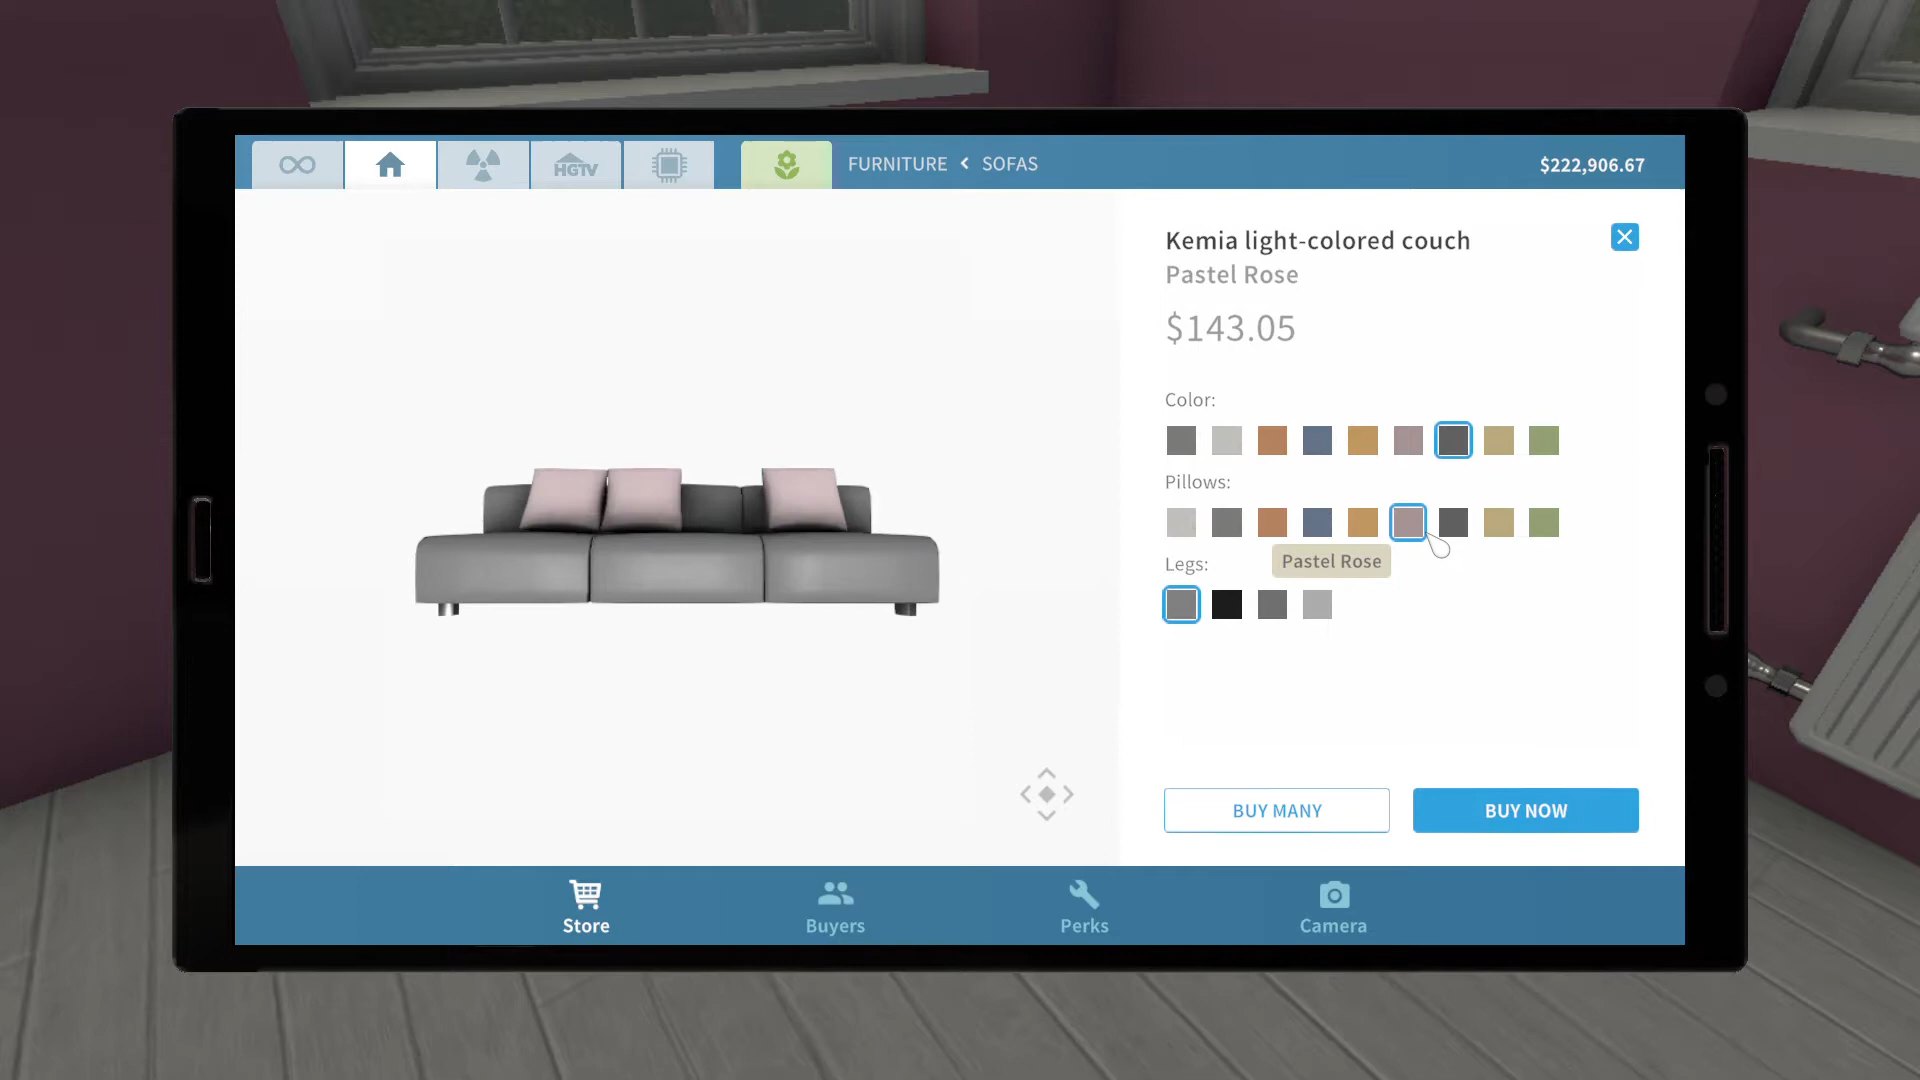 HGTV
FURNITURE < SOFAS
$222,906.67
Kemia light-colored couch
Pastel Rose
$143.05
Color:
Pillows:
Legs:
Pastel Rose
BUY MANY
BUY NOW
Store
Buyers
Perks
Camera